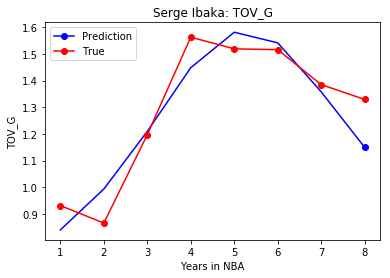 Serge Ibaka: TOV_G
Prediction
True
TOV_G
1.6
1.5
1.4
1.3
1.2
1.1
1.0
0.9
1 2 3 4 5 6 7 8
Years in NBA